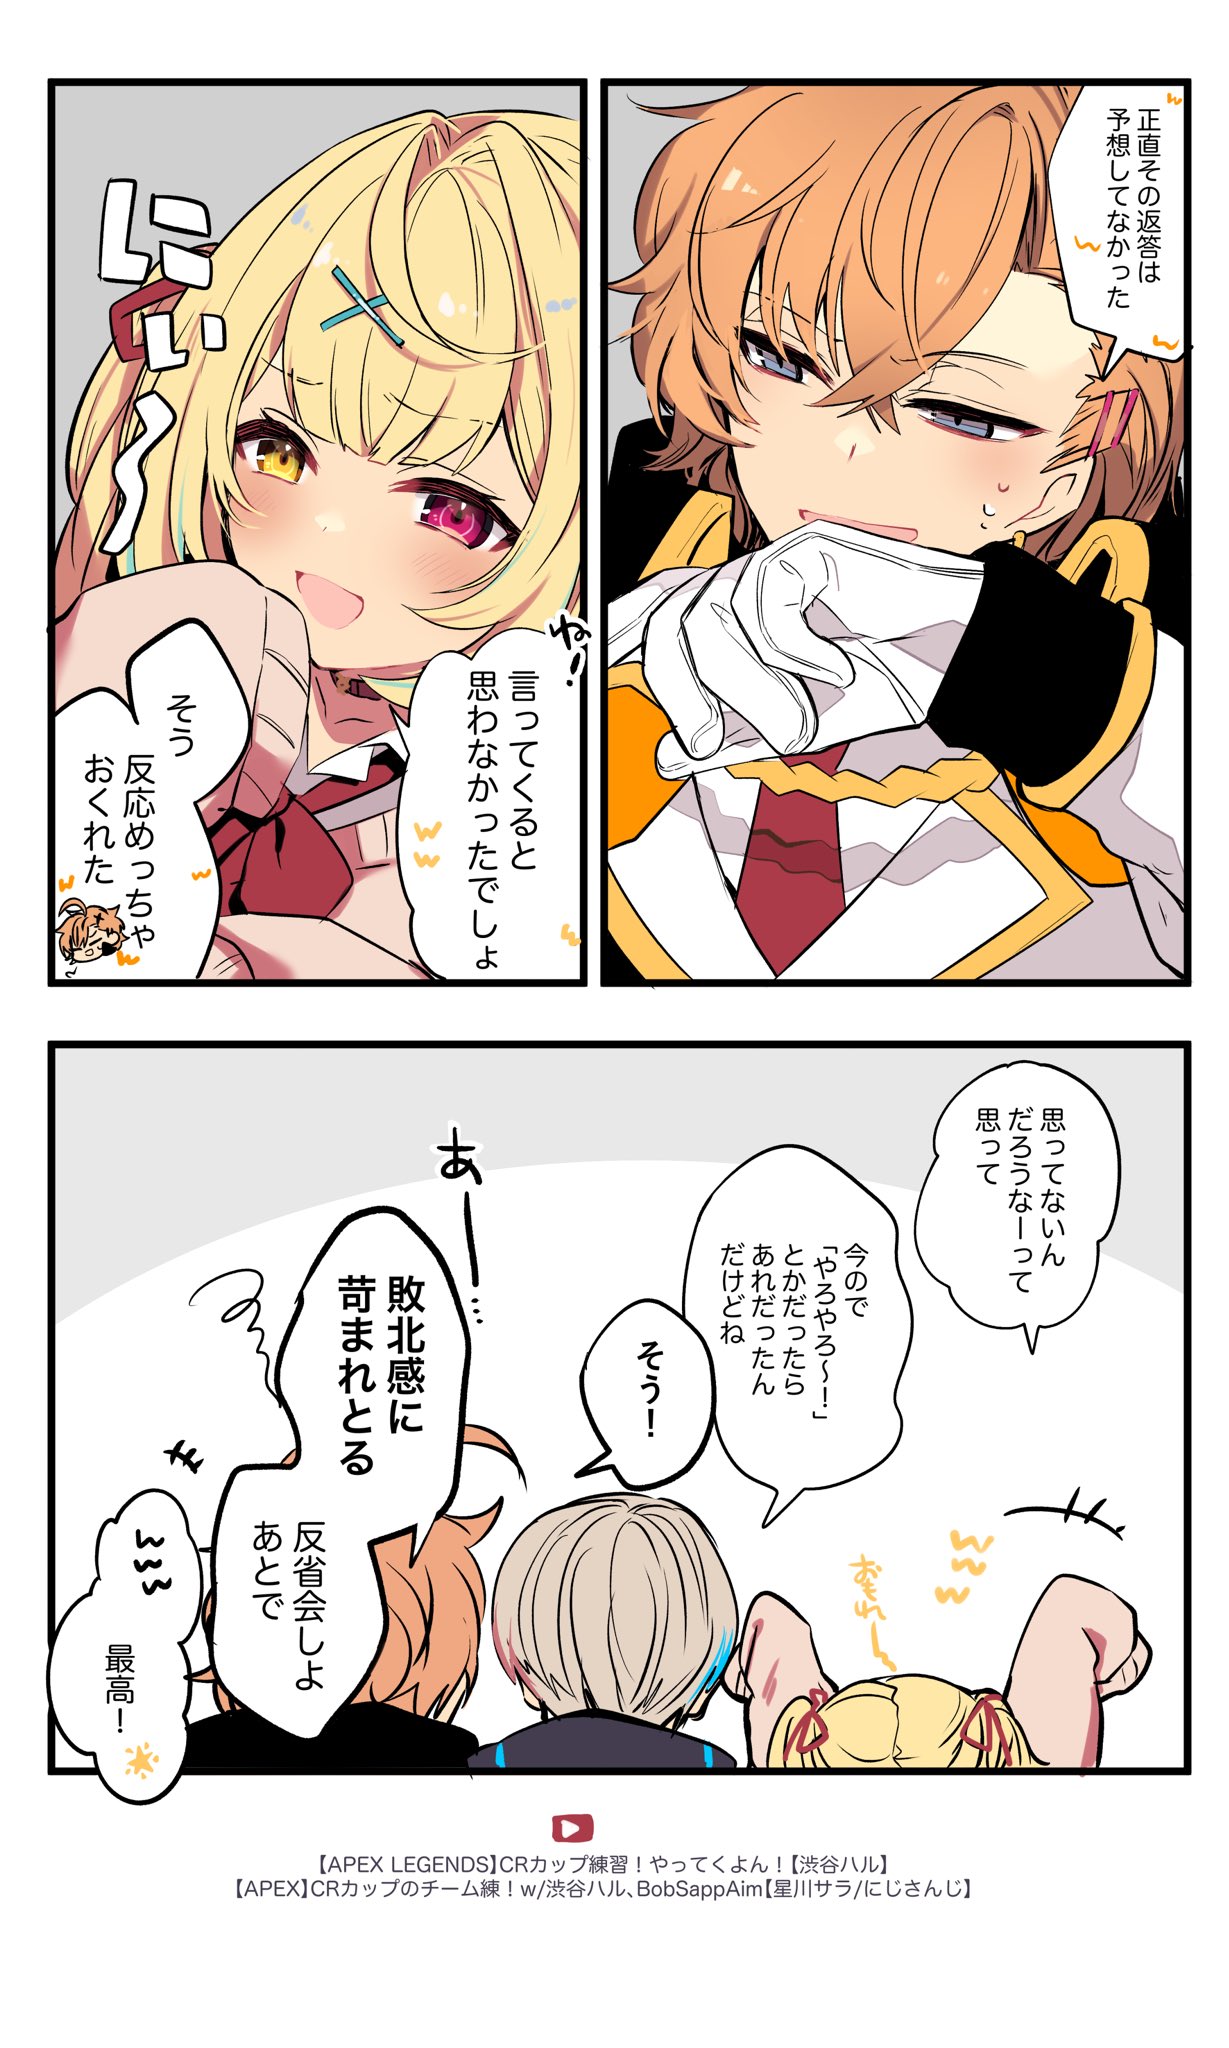 正直その返答は
予想してなかった
w
w
w
にぃ〜
ね!
言ってくると
思わなかったでしょ
w
w
w
そう
反応めっちゃ
おくれた
w
w
w
思ってないん
だろうなーって
思って
今ので
「やろやろ〜!」
とかだったら
あれだったん
だけどね
そう!
w
w
w
おもれーー
あー…
敗北感に
苛まれとる
反省会しよ
あとで
w
w
w
最高!
【APEX LEGENDS】CRカップ練習!やってくよん!【渋谷ハル】
【APEX】CRカップのチーム練!w/渋谷ハル、BobSappAim【星川サラ/にじさんじ】